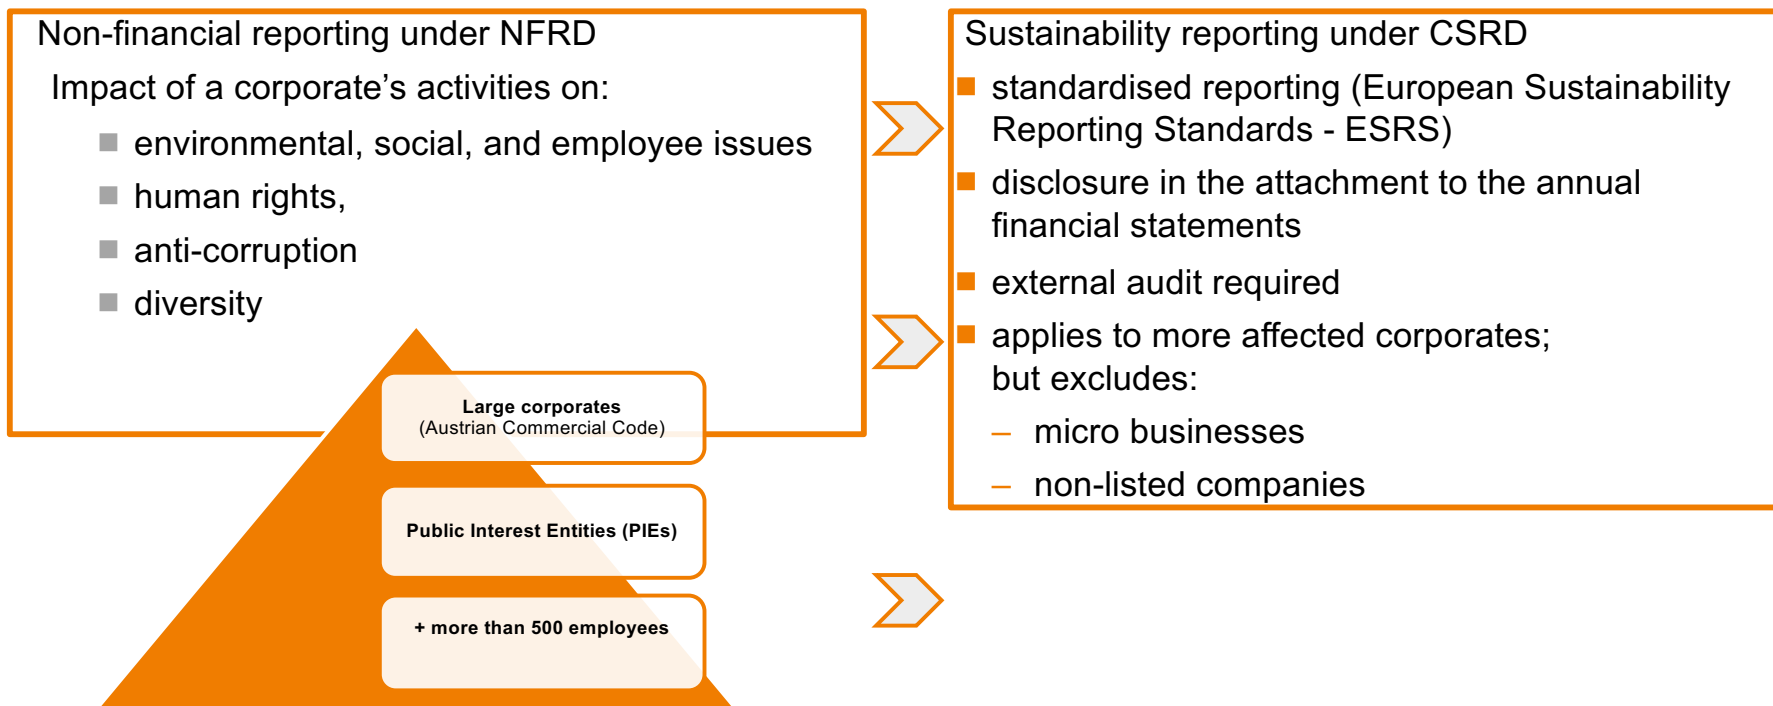 Non-financial reporting under NFRD
Impact of a corporate’s activities on:
environmental, social, and employee issues
human rights,
anti-corruption
diversity
Large corporates
(Austrian Commercial Code)
Public Interest Entities (PIEs)
+ more than 500 employees
Sustainability reporting under CSRD
standardised reporting (European Sustainability
Reporting Standards - ESRS)
disclosure in the attachment to the annual
financial statements
external audit required
applies to more affected corporates;
but excludes:
– micro businesses
– non-listed companies